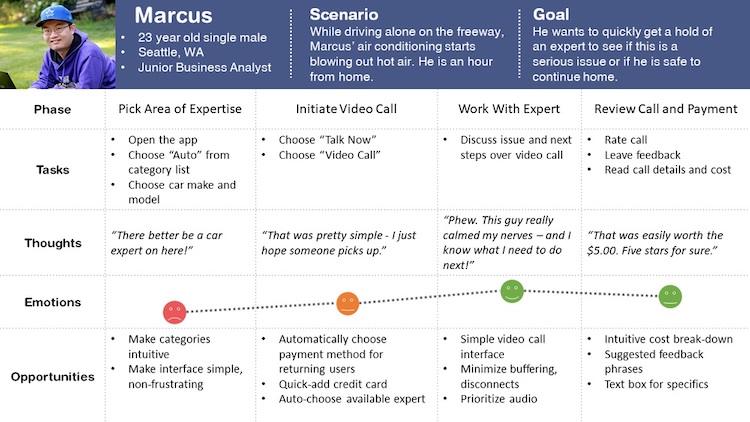 Marcus
• 23 year old single male
• Seattle, WA
• Junior Business Analyst
Scenario
While driving alone on the freeway,
Marcus’ air conditioning starts
blowing out hot air. He is an hour
from home.
Goal
He wants to quickly get a hold of
an expert to see if this is a
serious issue or if he is safe to
continue home.
Phase
Pick Area of Expertise
Initiate Video Call
Work With Expert
Review Call and Payment
Tasks
• Open the app
• Choose “Auto” from
category list
• Choose car make and
model
• Choose “Talk Now”
• Choose “Video Call”
• Discuss issue and next
steps over video call
• Rate call
• Leave feedback
• Read call details and cost
Thoughts
“There better be a car
expert on here!”
“That was pretty simple - I just
hope someone picks up.”
“Phew. This guy really
calmed my nerves – and I
know what I need to do
next!”
“That was easily worth the
$5.00. Five stars for sure.”
Emotions
Opportunities
• Make categories
intuitive
• Make interface simple,
non-frustrating
• Automatically choose
payment method for
returning users
• Quick-add credit card
• Auto-choose available expert
• Simple video call
interface
• Minimize buffering,
disconnects
• Prioritize audio
• Intuitive cost break-down
• Suggested feedback
phrases
• Text box for specifics